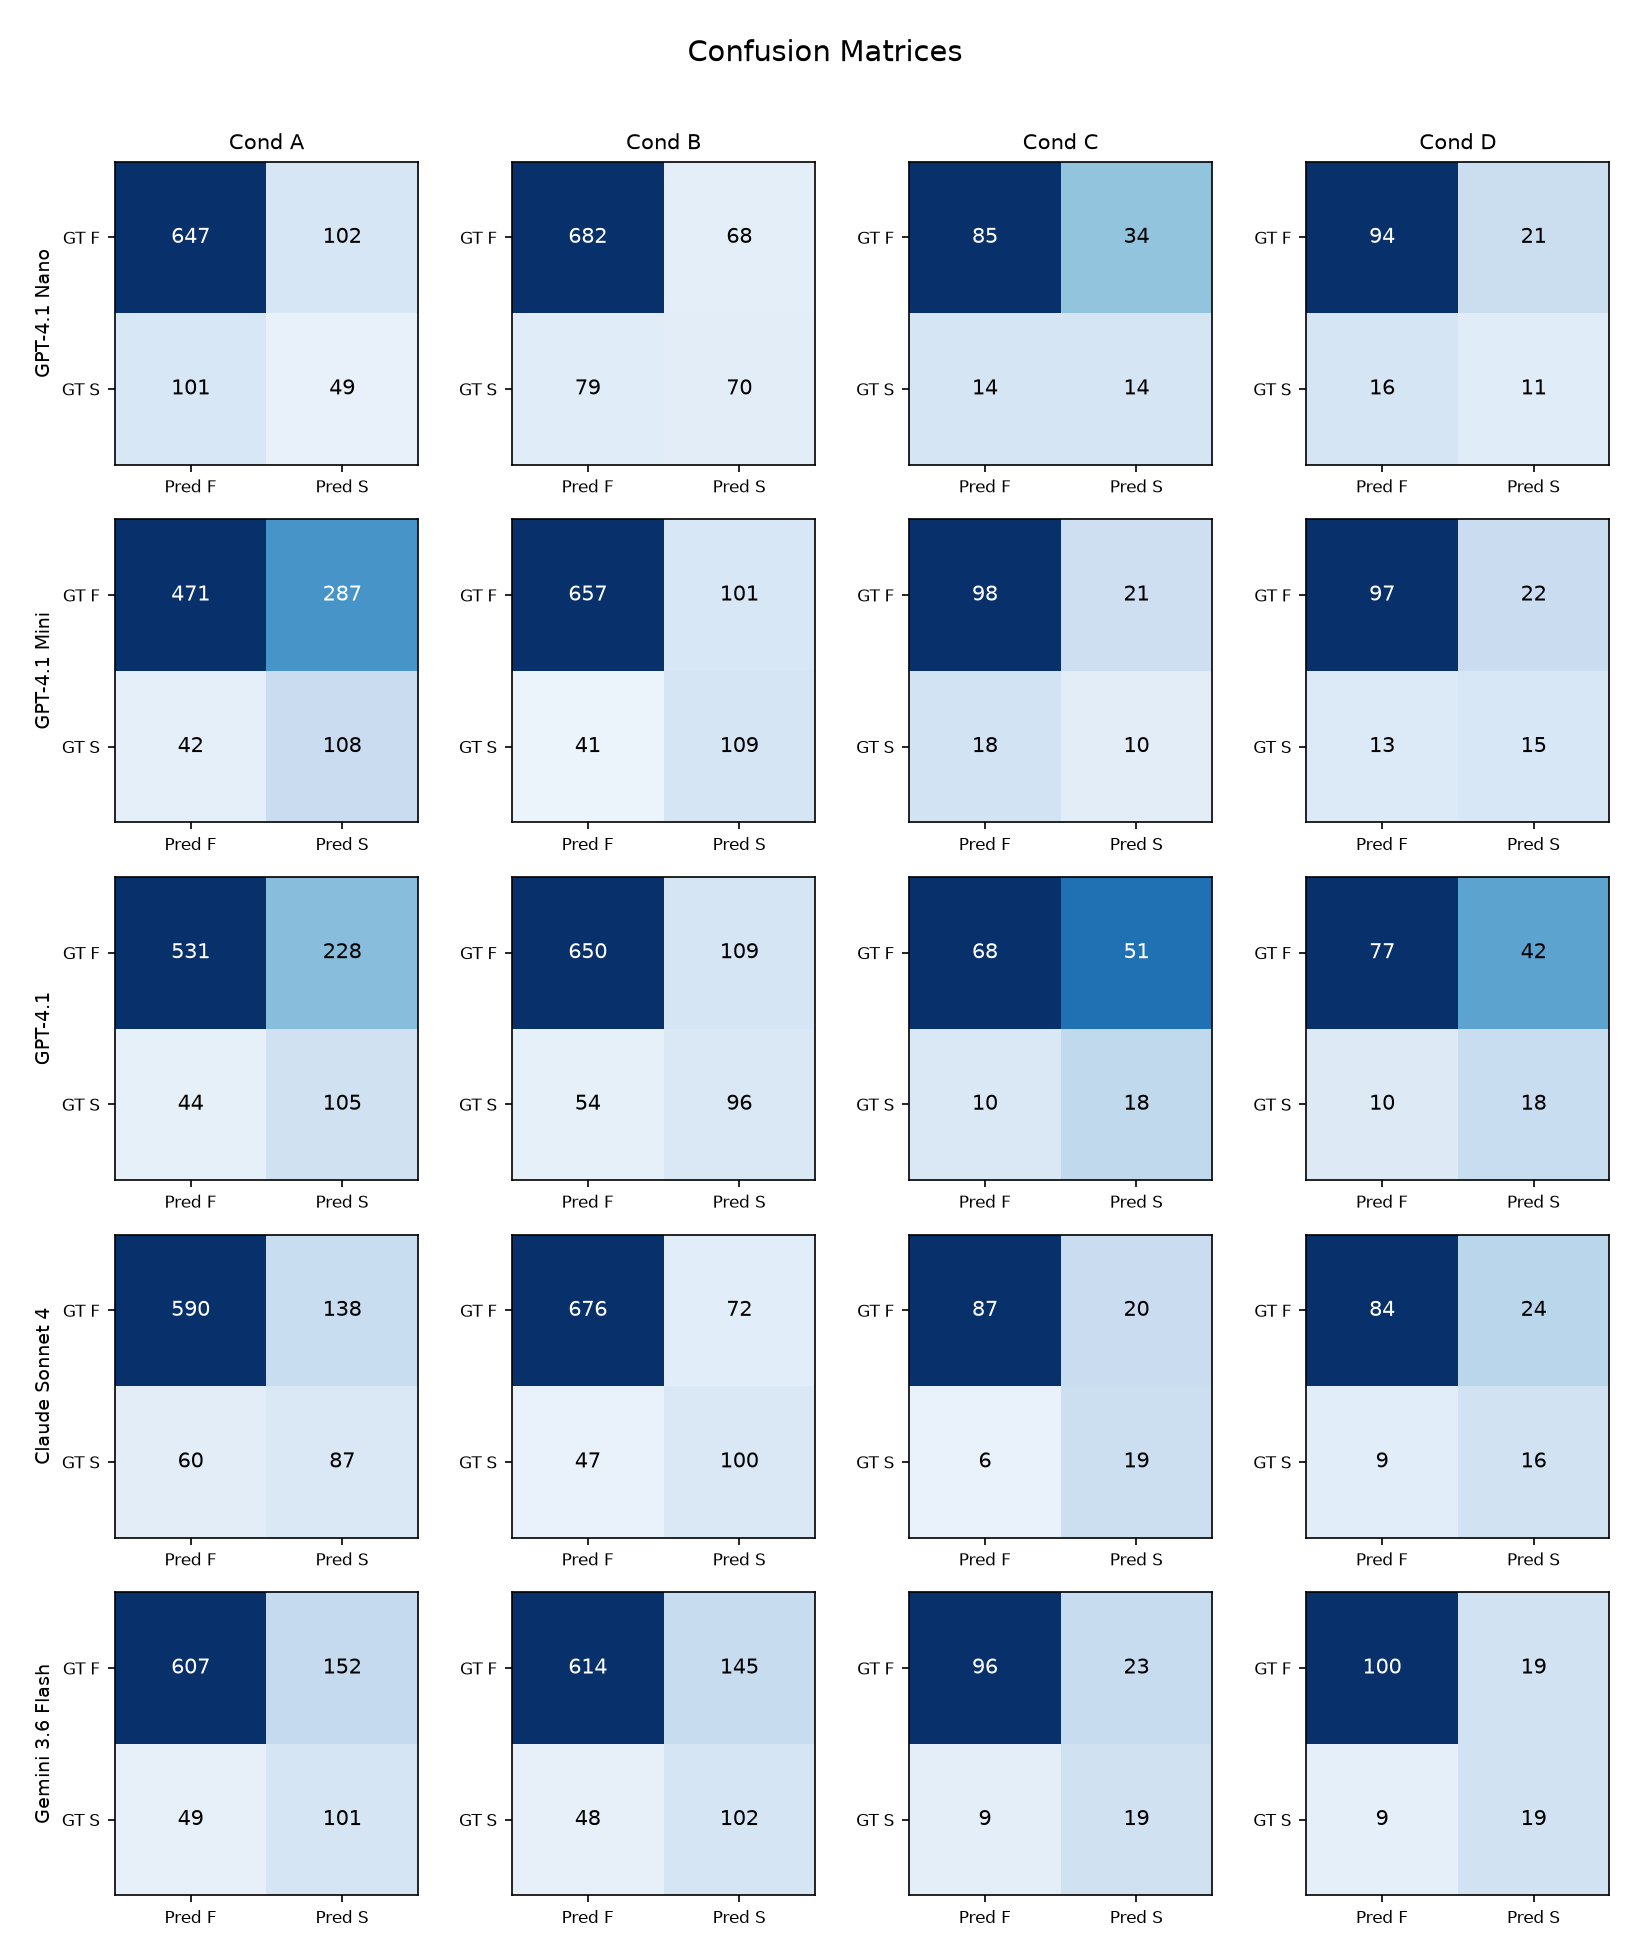 Confusion Matrices
Cond A
Cond B
Cond C
Cond D
GPT-4.1 Nano
GT F 647 102
GT S 101 49
Pred F Pred S
GT F 682 68
GT S 79 70
Pred F Pred S
GT F 85 34
GT S 14 14
Pred F Pred S
GT F 94 21
GT S 16 11
Pred F Pred S
GPT-4.1 Mini
GT F 471 287
GT S 42 108
Pred F Pred S
GT F 657 101
GT S 41 109
Pred F Pred S
GT F 98 21
GT S 18 10
Pred F Pred S
GT F 97 22
GT S 13 15
Pred F Pred S
GPT-4.1
GT F 531 228
GT S 44 105
Pred F Pred S
GT F 650 109
GT S 54 96
Pred F Pred S
GT F 68 51
GT S 10 18
Pred F Pred S
GT F 77 42
GT S 10 18
Pred F Pred S
Claude Sonnet 4
GT F 590 138
GT S 60 87
Pred F Pred S
GT F 676 72
GT S 47 100
Pred F Pred S
GT F 87 20
GT S 6 19
Pred F Pred S
GT F 84 24
GT S 9 16
Pred F Pred S
Gemini 3.6 Flash
GT F 607 152
GT S 49 101
Pred F Pred S
GT F 614 145
GT S 48 102
Pred F Pred S
GT F 96 23
GT S 9 19
Pred F Pred S
GT F 100 19
GT S 9 19
Pred F Pred S